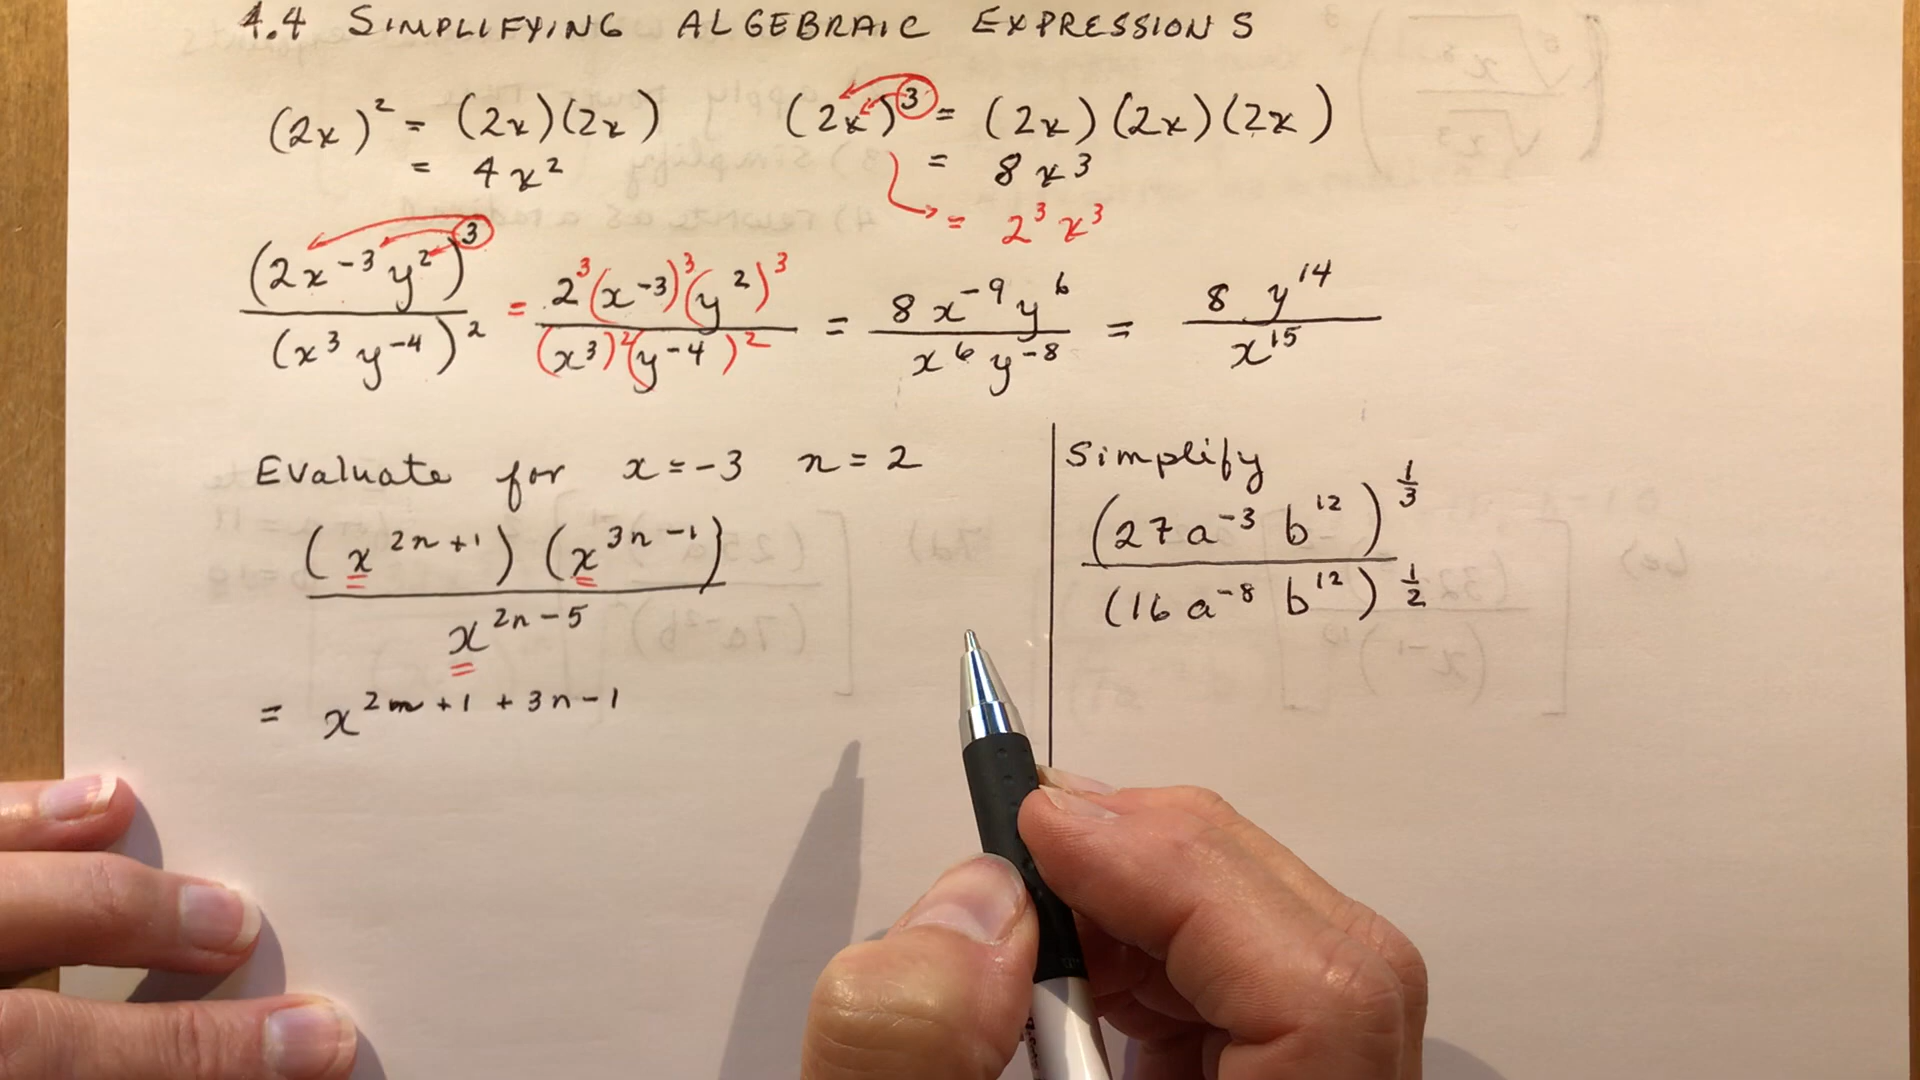 4.4 SIMPLIFYING ALGEBRAIC EXPRESSIONS
(2x)² = (2x)(2x)
= 4x²
(2x)³ = (2x)(2x)(2x)
= 8x³
= 2³x³
(2x⁻³y²)³ / (x³y⁻⁴)² = 2³(x⁻³)³(y²)³ / (x³)²(y⁻⁴)² = 8x⁻⁹y⁶ / x⁶y⁻⁸ = 8y¹⁴ / x¹⁵
Evaluate for x = -3 n = 2
(x²ⁿ⁺¹)(x³ⁿ⁻¹) / x²ⁿ⁻⁵
= x²ⁿ⁺¹⁺³ⁿ⁻¹
Simplify
(27a⁻³b¹²)^(1/3) / (16a⁻⁸b¹²)^(1/2)